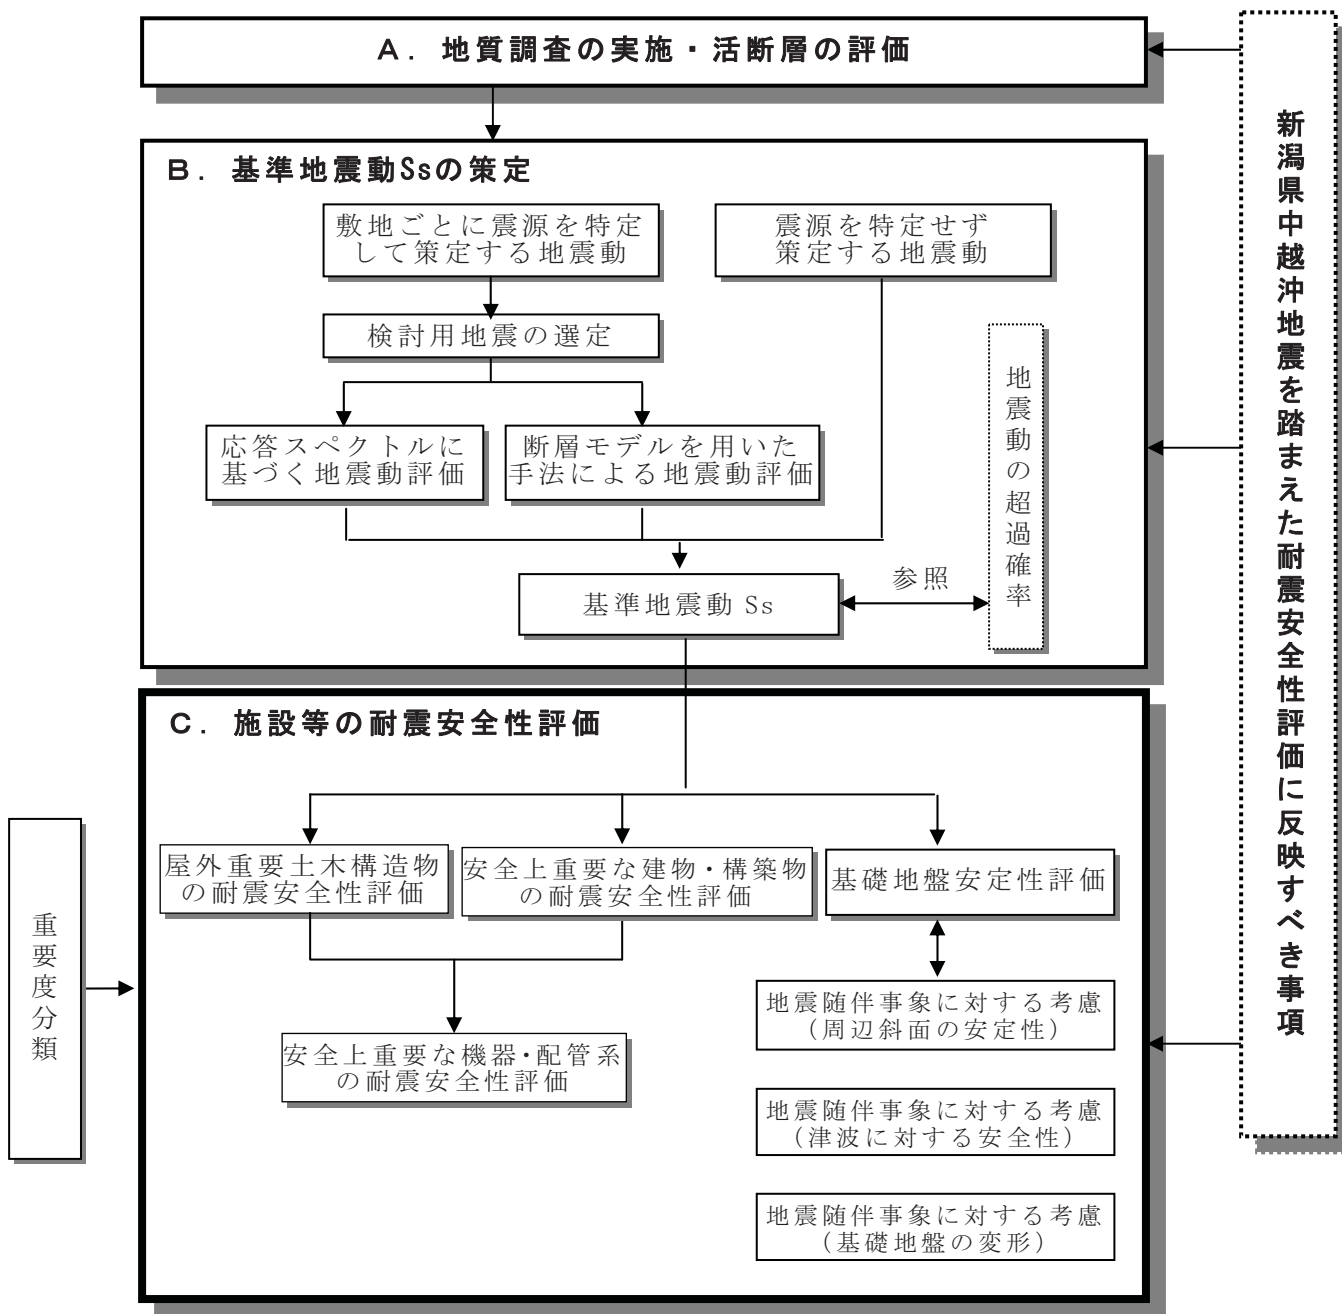 A．地質調査の実施・活断層の評価
B．基準地震動Ssの策定
敷地ごとに震源を特定
して策定する地震動
震源を特定せず
策定する地震動
検討用地震の選定
応答スペクトルに
基づく地震動評価
断層モデルを用いた
手法による地震動評価
地震動の超過確率
基準地震動 Ss
参照
C．施設等の耐震安全性評価
屋外重要土木構造物
の耐震安全性評価
安全上重要な建物・構築物
の耐震安全性評価
基礎地盤安定性評価
安全上重要な機器・配管系
の耐震安全性評価
地震随伴事象に対する考慮
（周辺斜面の安定性）
地震随伴事象に対する考慮
（津波に対する安全性）
地震随伴事象に対する考慮
（基礎地盤の変形）
重要度分類
新潟県中越沖地震を踏まえた耐震安全性評価に反映すべき事項